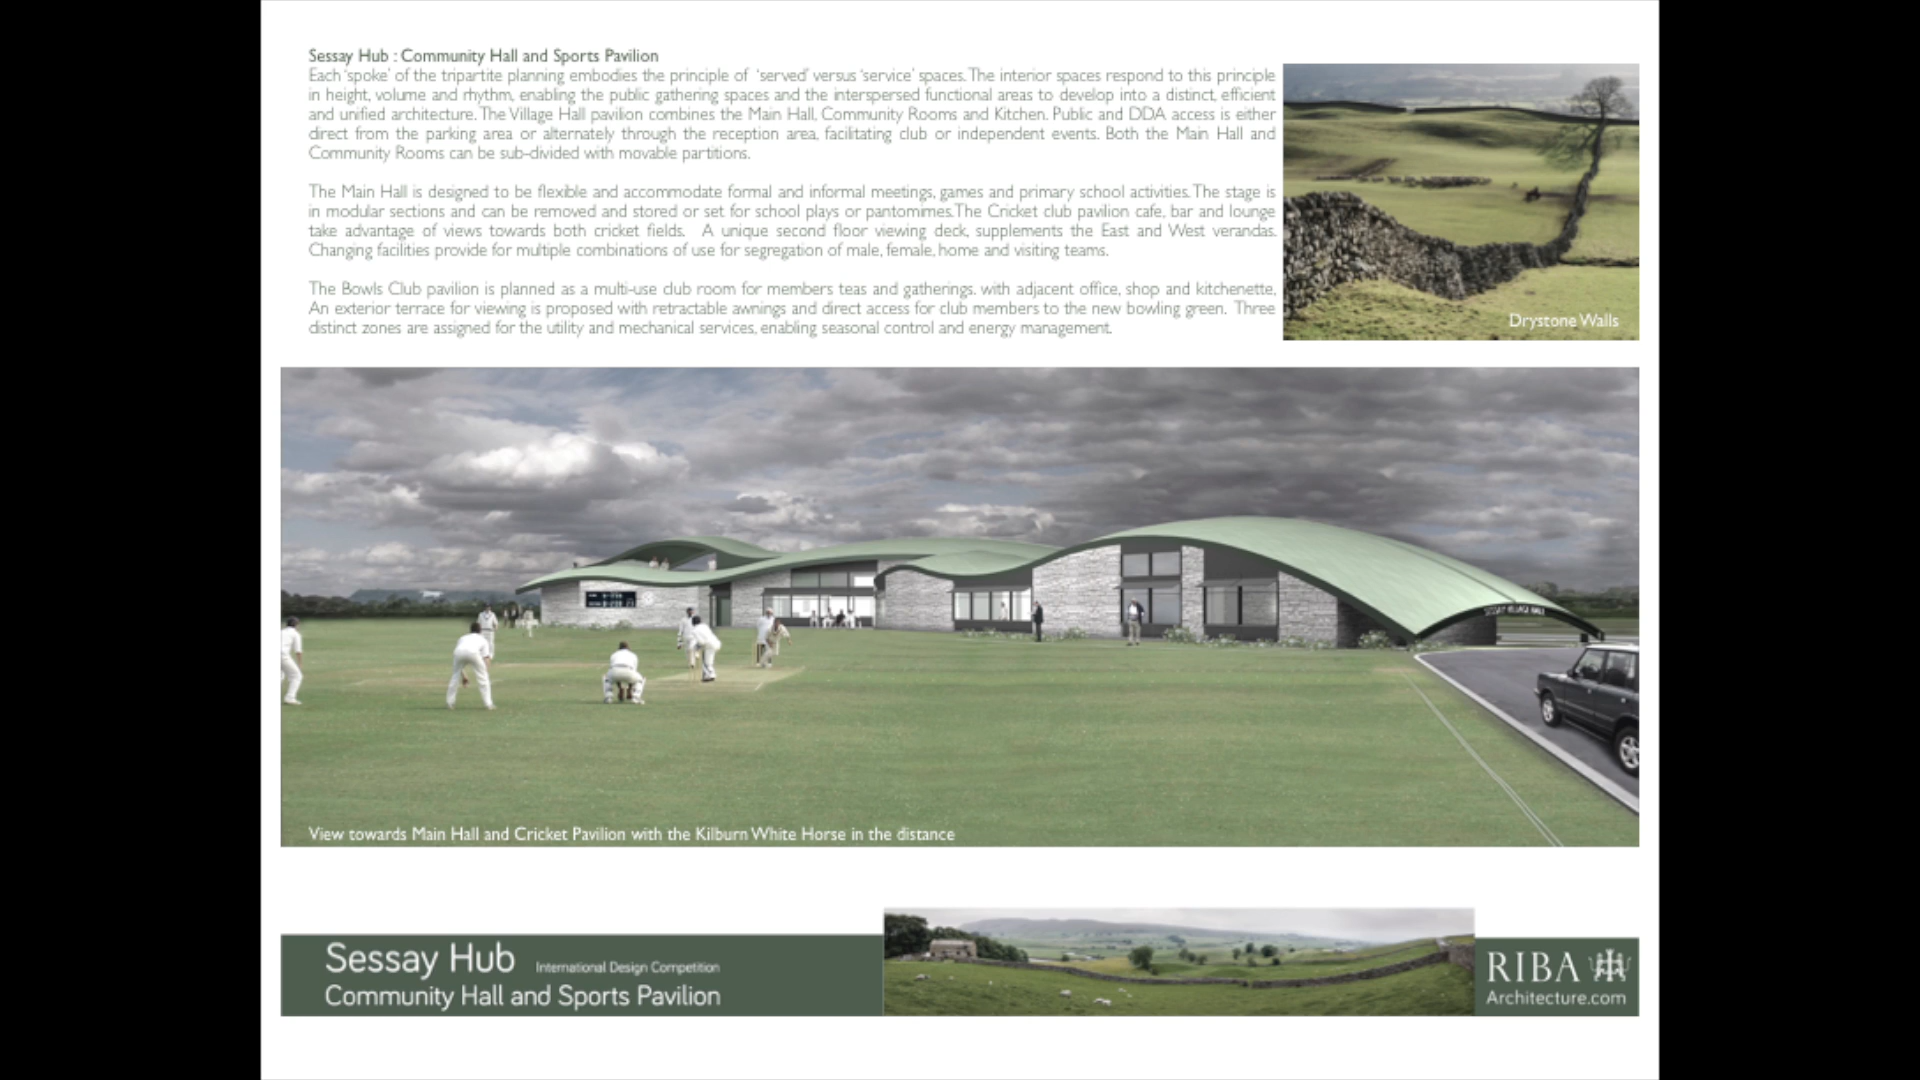 Sessay Hub : Community Hall and Sports Pavilion
Each 'spoke' of the tripartite planning embodies the principle of 'served' versus 'service' spaces. The interior spaces respond to this principle
in height, volume and rhythm, enabling the public gathering spaces and the interspersed functional areas to develop into a distinct, efficient
and unified architecture. The Village Hall pavilion combines the Main Hall, Community Rooms and Kitchen. Public and DDA access is either
direct from the parking area or alternately through the reception area, facilitating club or independent events. Both the Main Hall and
Community Rooms can be sub-divided with movable partitions.
The Main Hall is designed to be flexible and accommodate formal and informal meetings, games and primary school activities. The stage is
in modular sections and can be removed and stored or set for school plays or pantomimes.The Cricket club pavilion cafe, bar and lounge
take advantage of views towards both cricket fields. A unique second floor viewing deck, supplements the East and West verandas.
Changing facilities provide for multiple combinations of use for segregation of male, female, home and visiting teams.
The Bowls Club pavilion is planned as a multi-use club room for members teas and gatherings. with adjacent office, shop and kitchenette,
An exterior terrace for viewing is proposed with retractable awnings and direct access for club members to the new bowling green. Three
distinct zones are assigned for the utility and mechanical services, enabling seasonal control and energy management.
Drystone Walls
SESSAY VILLAGE HALL
View towards Main Hall and Cricket Pavilion with the Kilburn White Horse in the distance
Sessay Hub International Design Competition
Community Hall and Sports Pavilion
RIBA
Architecture.com